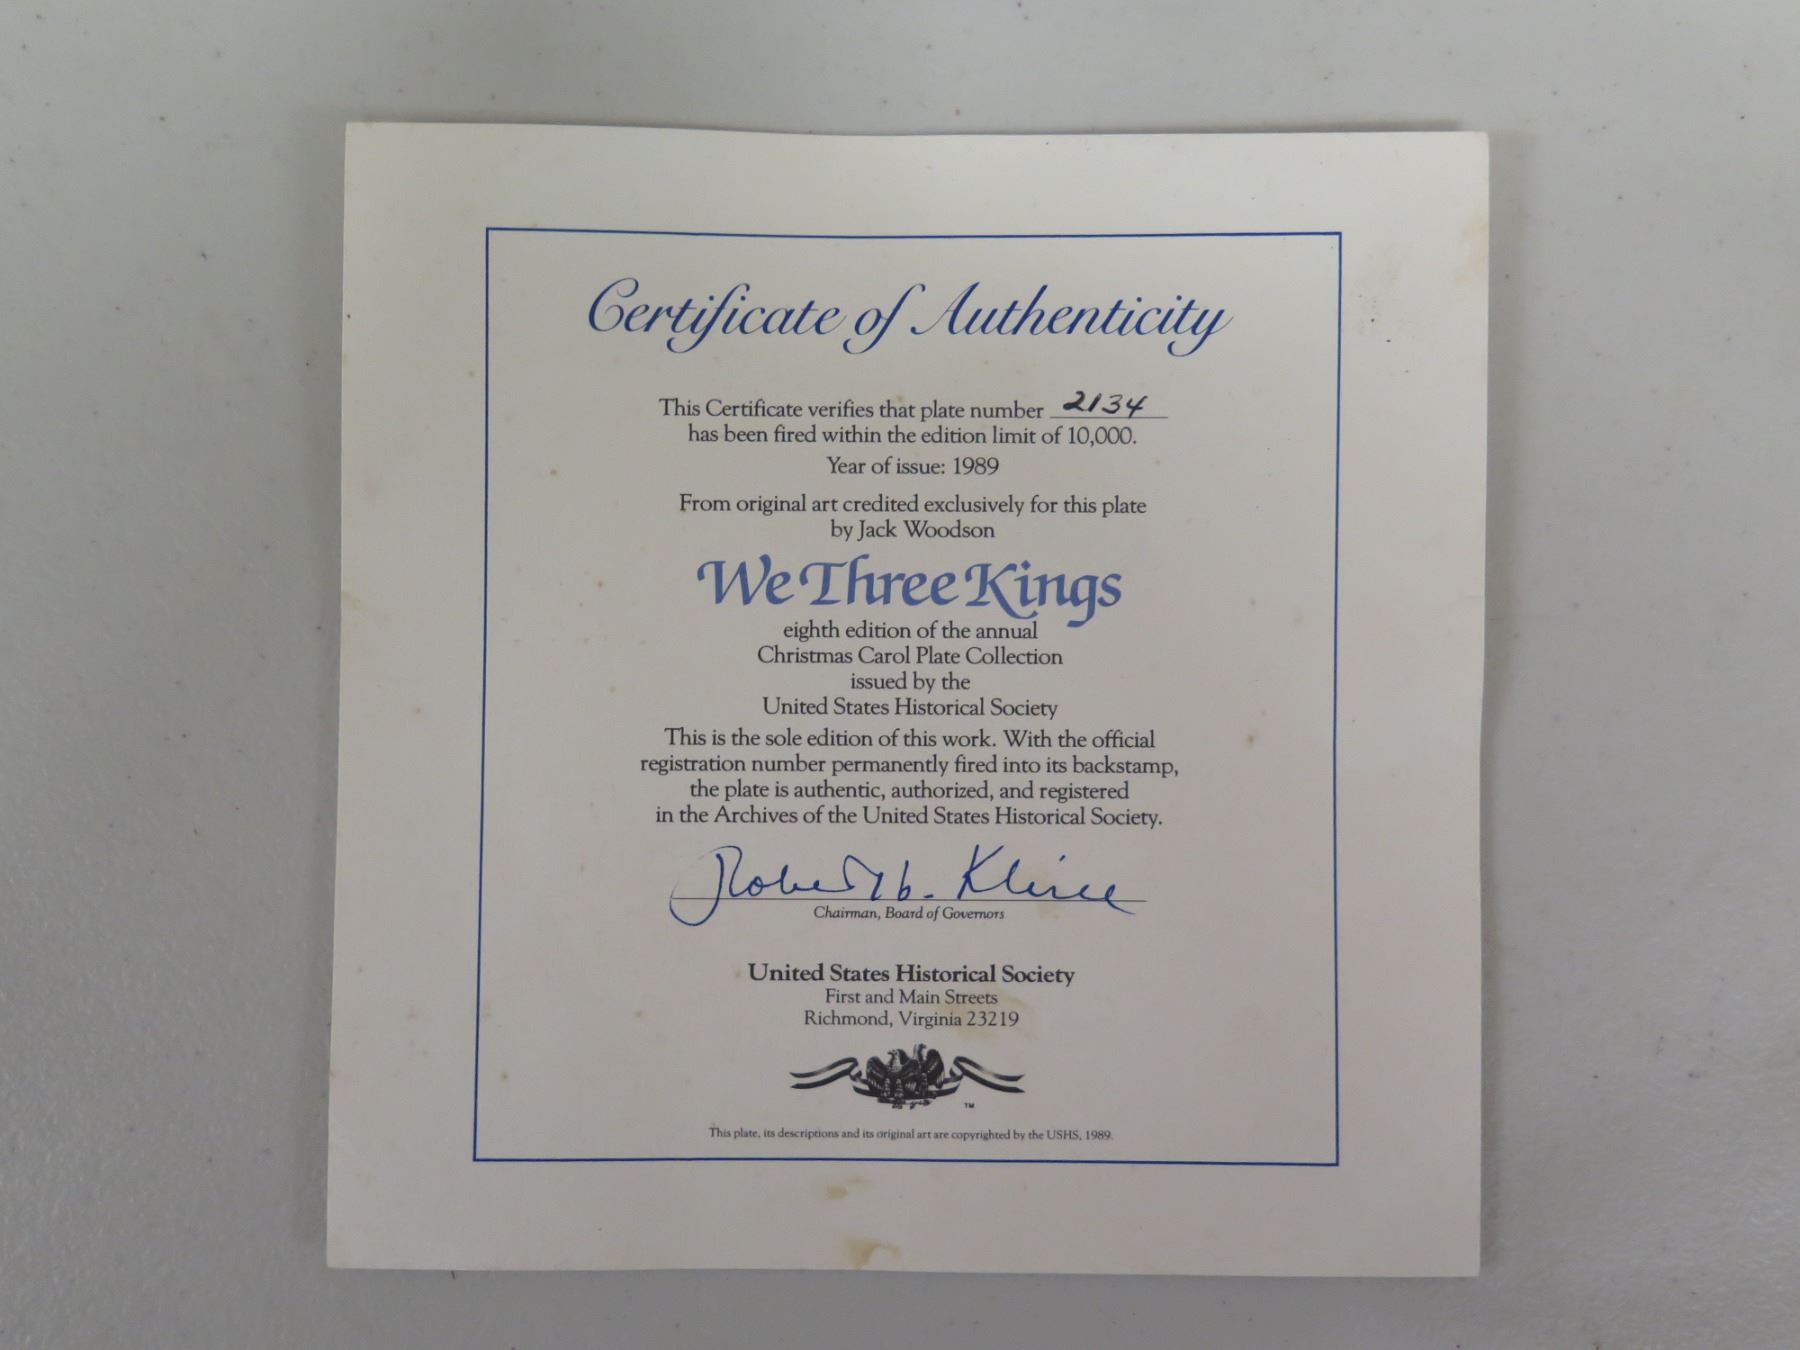 Certificate of Authenticity
This Certificate verifies that plate number 2134
has been fired within the edition limit of 10,000.
Year of issue: 1989
From original art credited exclusively for this plate
by Jack Woodson
We Three Kings
eighth edition of the annual
Christmas Carol Plate Collection
issued by the
United States Historical Society
This is the sole edition of this work. With the official
registration number permanently fired into its backstamp,
the plate is authentic, authorized, and registered
in the Archives of the United States Historical Society.
Robert
Chairman, Board of Governors
United States Historical Society
First and Main Streets
Richmond, Virginia 23219
TM
This plate, its descriptions and its original art are copyrighted by the USHS, 1989.